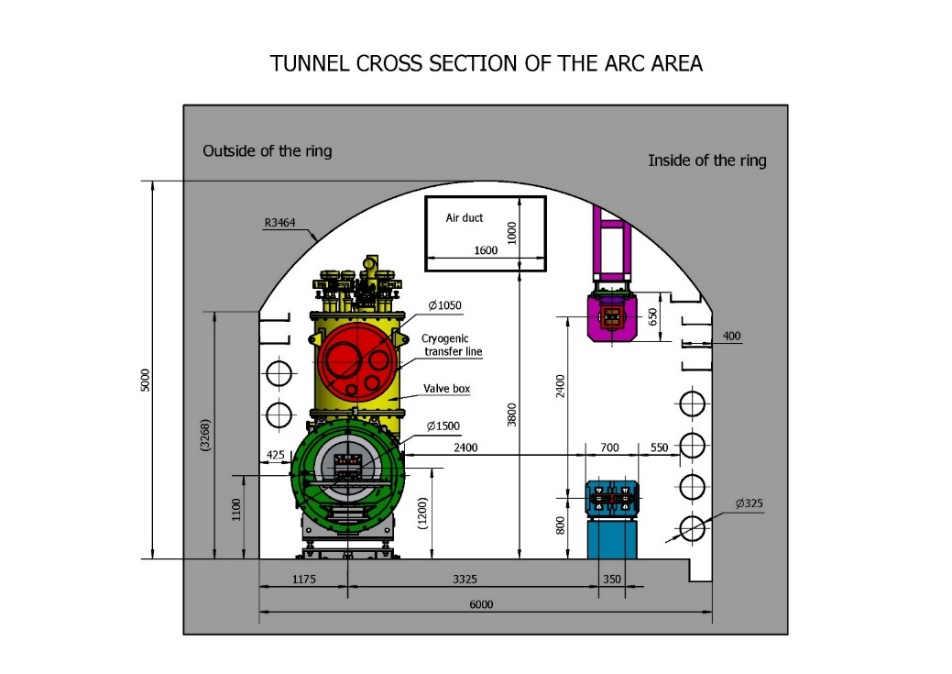 TUNNEL CROSS SECTION OF THE ARC AREA
Outside of the ring
Inside of the ring
R3464
Air duct
1000
1600
Ø1050
650
400
Cryogenic
transfer line
5000
2400
Valve box
3800
(3268)
Ø1500
425
2400
700
550
1100
(1200)
800
Ø325
1175
3325
350
6000